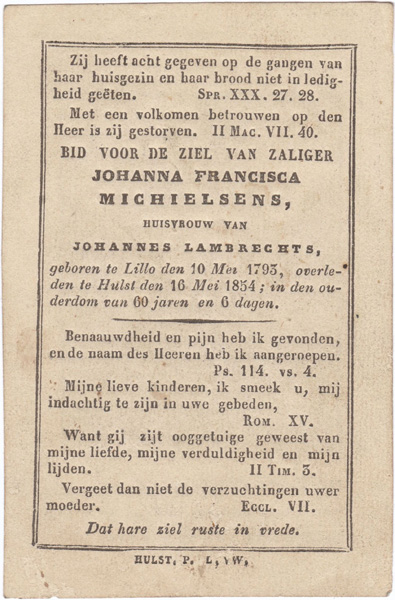 Zij heeft acht gegeven op de gangen van
haar huisgezin en haar brood niet in ledig-
heid geëten. SPR. XXX. 27. 28.
Met een volkomen betrouwen op den
Heer is zij gestorven. II MAC. VII. 40.
BID VOOR DE ZIEL VAN ZALIGER
JOHANNA FRANCISCA
MICHIELSENS,
HUISVROUW VAN
JOHANNES LAMBRECHTS,
geboren te Lillo den 10 Mei 1793, overle-
den te Hulst den 16 Mei 1854; in den ou-
derdom van 60 jaren en 6 dagen.
Benaauwdheid en pijn heb ik gevonden,
en de naam des Heeren heb ik aangeroepen.
Ps. 114. vs. 4.
Mijne lieve kinderen, ik smeek u, mij
indachtig te zijn in uwe gebeden,
ROM. XV.
Want gij zijt ooggetuige geweest van
mijne liefde, mijne verduldigheid en mijn
lijden. II TIM. 3.
Vergeet dan niet de verzuchtingen uwer
moeder. ECCL. VII.
Dat hare ziel ruste in vrede.
HULST, P.